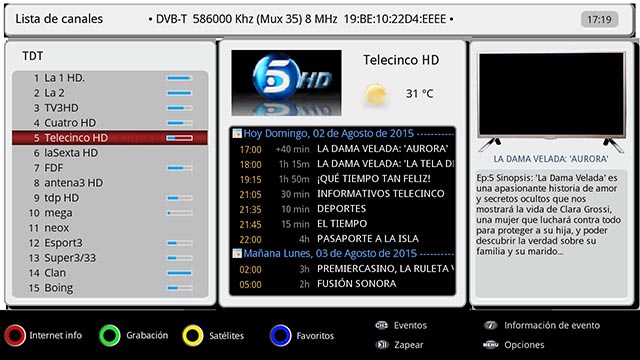 Lista de canales
• DVB-T 586000 Khz (Mux 35) 8 MHz 19:BE:10:22D4:EEEE •
17:19
TDT
1 La 1 HD.
2 La 2
3 TV3HD
4 Cuatro HD
5 Telecinco HD
6 laSexta HD
7 FDF
8 antena3 HD
9 tdp HD
10 mega
11 neox
12 Esport3
13 Super3/33
14 Clan
15 Boing
5 HD
Telecinco HD
31 °C
Hoy Domingo, 02 de Agosto de 2015 -----------
17:00 +40 min LA DAMA VELADA: 'AURORA'
18:00 1h 15m LA DAMA VELADA: 'LA TELA D
19:15 1h 50m ¡QUÉ TIEMPO TAN FELIZ!
21:05 30 min INFORMATIVOS TELECINCO
21:35 10 min DEPORTES
21:45 15 min EL TIEMPO
22:00 4h PASAPORTE A LA ISLA
Mañana Lunes, 03 de Agosto de 2015 -----------
02:00 3h PREMIERCASINO, LA RULETA V
05:00 2h FUSIÓN SONORA
LA DAMA VELADA: 'AURORA'
Ep:5 Sinopsis: 'La Dama Velada' es
una apasionante historia de amor
y secretos ocultos que nos
mostrará la vida de Clara Grossi,
una mujer que luchará contra todo
para proteger a su hija, y poder
descubrir la verdad sobre su
familia y su marido...
Internet info
Grabación
Satélites
Favoritos
Eventos
Zapear
Información de evento
MENU Opciones